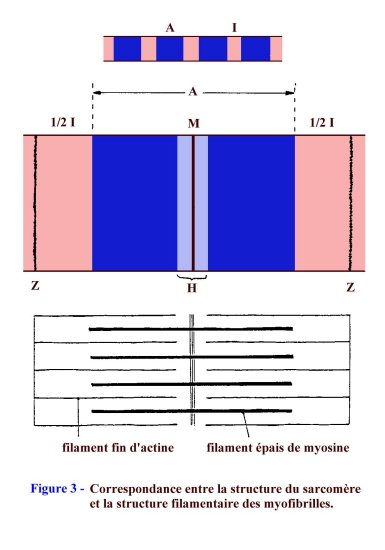 A I
A
1/2 I 1/2 I
M
Z Z
H
filament fin d'actine filament épais de myosine
Figure 3 - Correspondance entre la structure du sarcomère
et la structure filamentaire des myofibrilles.